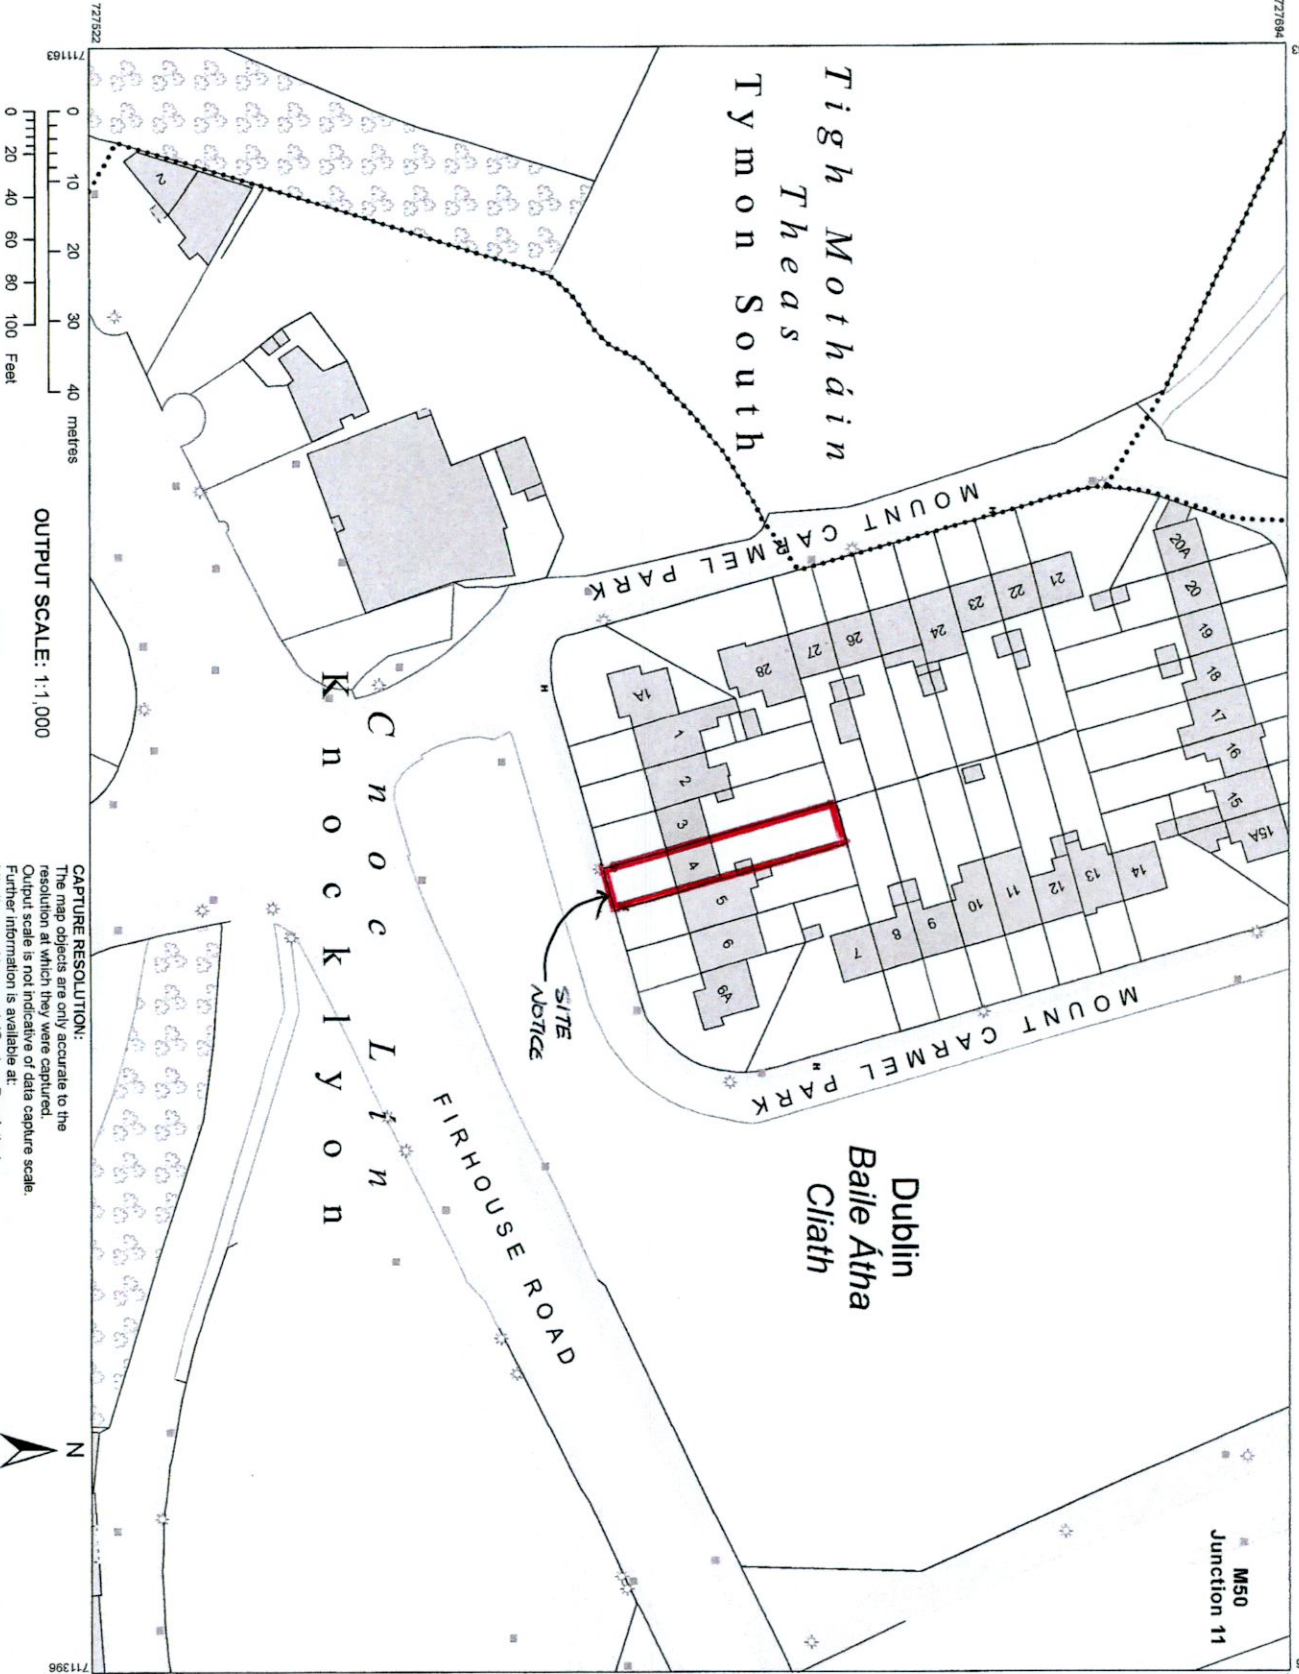 727522
727694
711163
711396
Tigh Motháin
Theas
Tymon South
MOUNT CARMEL PARK
20A
20
19
18
17
16
15
15A
21
22
23
24
26
27
28
1A
1
2
3
4
5
6
6A
7
8
9
10
11
12
13
14
MOUNT CARMEL PARK
H
H
H
2
SITE
NOTICE
Cnoc Lín
Knocklyon
FIRHOUSE ROAD
Dublin
Baile Átha
Cliath
M50
Junction 11
0 10 20 30 40 metres
0 20 40 60 80 100 Feet
OUTPUT SCALE: 1:1,000
CAPTURE RESOLUTION:
The map objects are only accurate to the
resolution at which they were captured.
Output scale is not indicative of data capture scale.
Further information is available at:
N